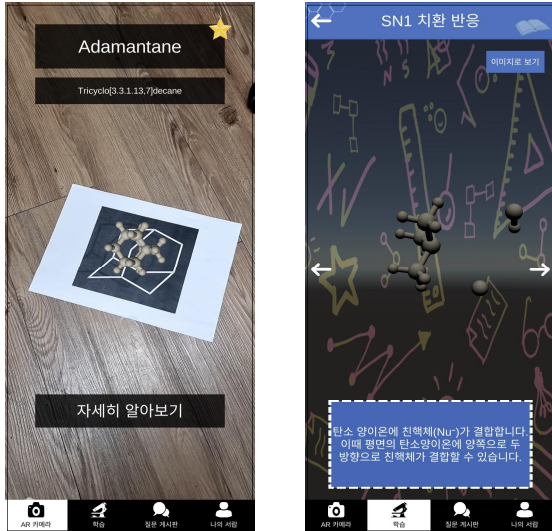 Adamantane
Tricyclo[3.3.1.13,7]decane
자세히 알아보기
AR 카메라
학습
질문 게시판
나의 서랍
SN1 치환 반응
이미지로 보기
탄소 양이온에 친핵체(Nu⁻)가 결합합니다.
이때 평면의 탄소양이온에 양쪽으로 두
방향으로 친핵체가 결합할 수 있습니다.
AR 카메라
학습
질문 게시판
나의 서랍